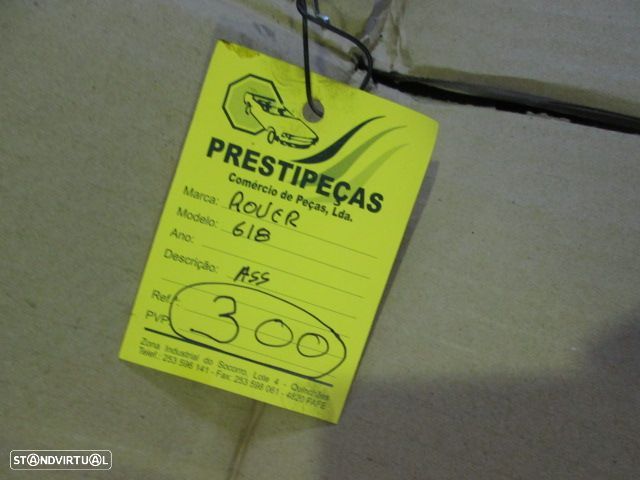 PRESTIPEÇAS
Comércio de Peças, Lda.
Marca: ROVER
Modelo: 618
Ano:
Descrição: ASS
Ref.ª:
PVP: 300
Zona Industrial do Socorro, Lote 4 - Quinchães
Telef.: 253 596 141 - Fax: 253 598 061 - 4820 FAFE
STANDVIRTUAL